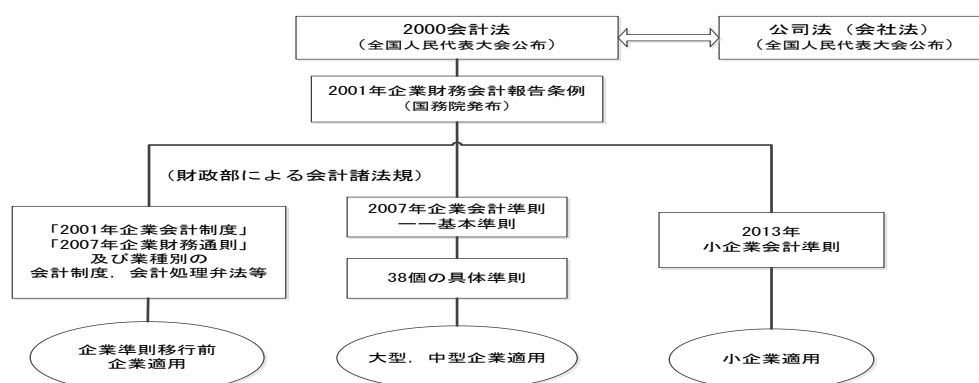 2000会計法
(全国人民代表大会公布)
公司法（会社法）
(全国人民代表大会公布)
2001年企業財務会計報告条例
(国務院発布)
(財政部による会計諸法規)
「2001年企業会計制度」
「2007年企業財務通則」
及び業種別の
会計制度．会計処理弁法等
2007年企業会計準則
——基本準則
2013年
小企業会計準則
38個の具体準則
企業準則移行前
企業適用
大型．中型企業適用
小企業適用